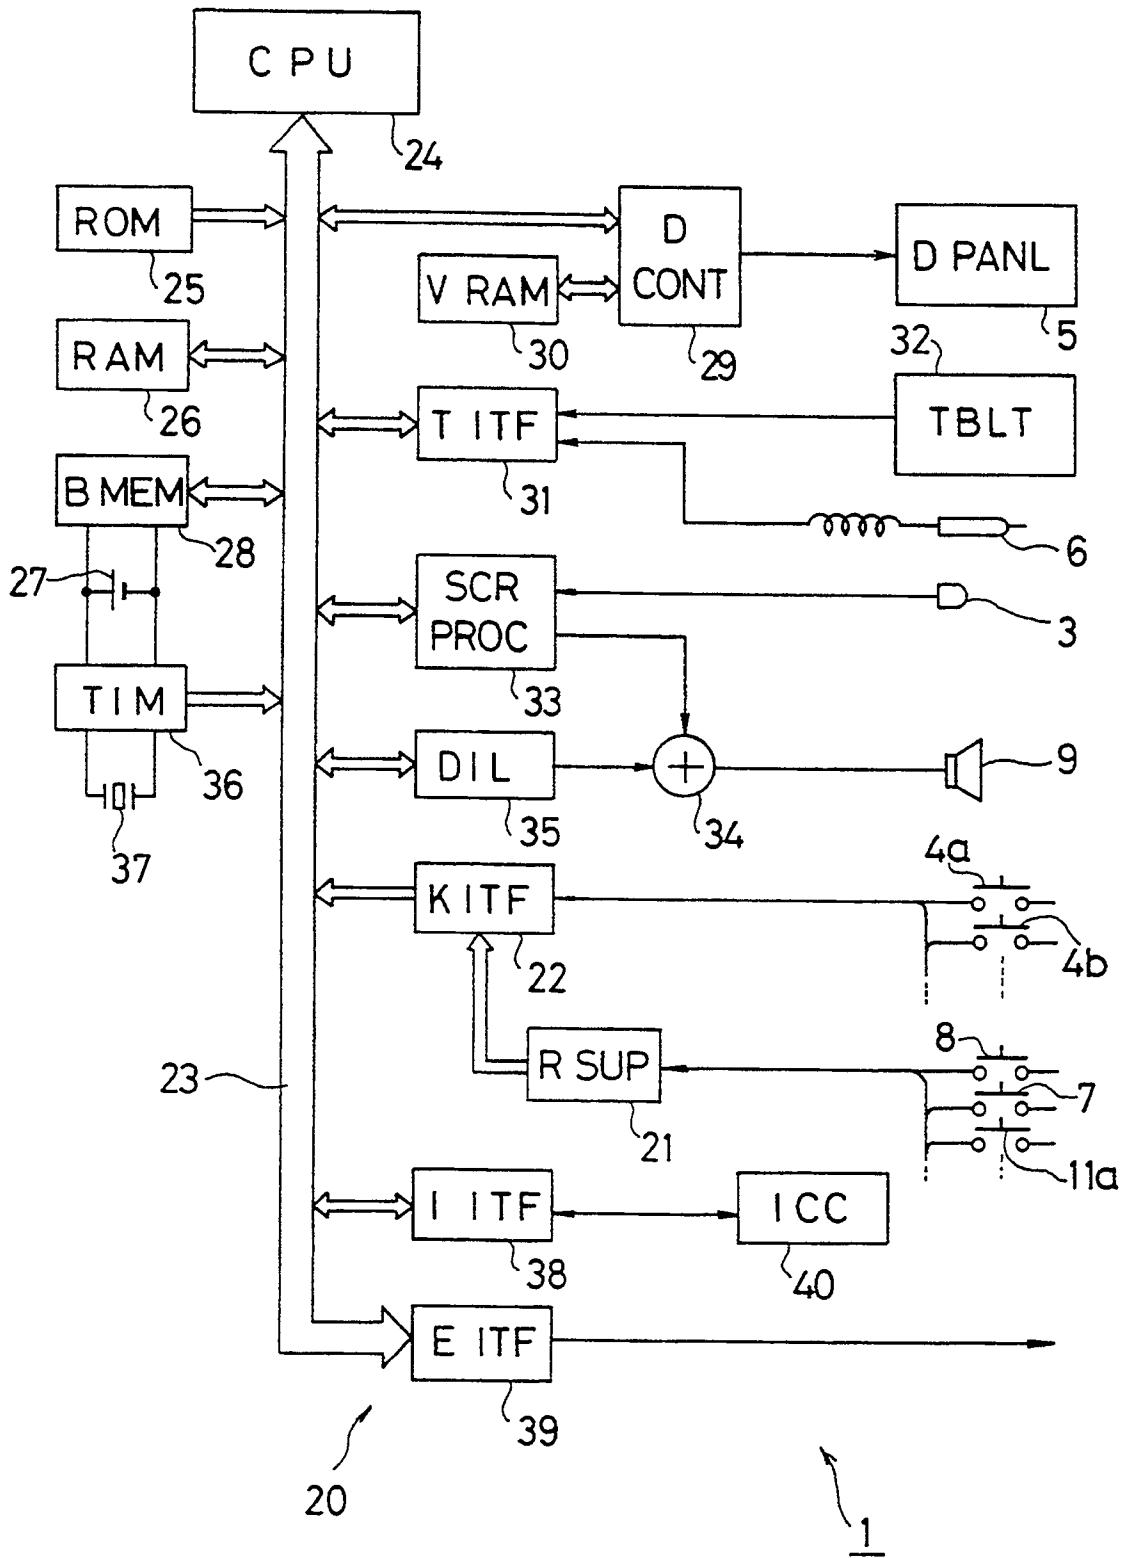 CPU
24
ROM
25
D
CONT
29
D PANL
5
V RAM
30
RAM
26
32
TBLT
T ITF
31
B MEM
28
6
27
SCR
PROC
33
3
TIM
36
DIL
35
34
9
37
4a
K ITF
22
4b
8
R SUP
21
7
11a
23
I ITF
38
ICC
40
E ITF
39
20
1